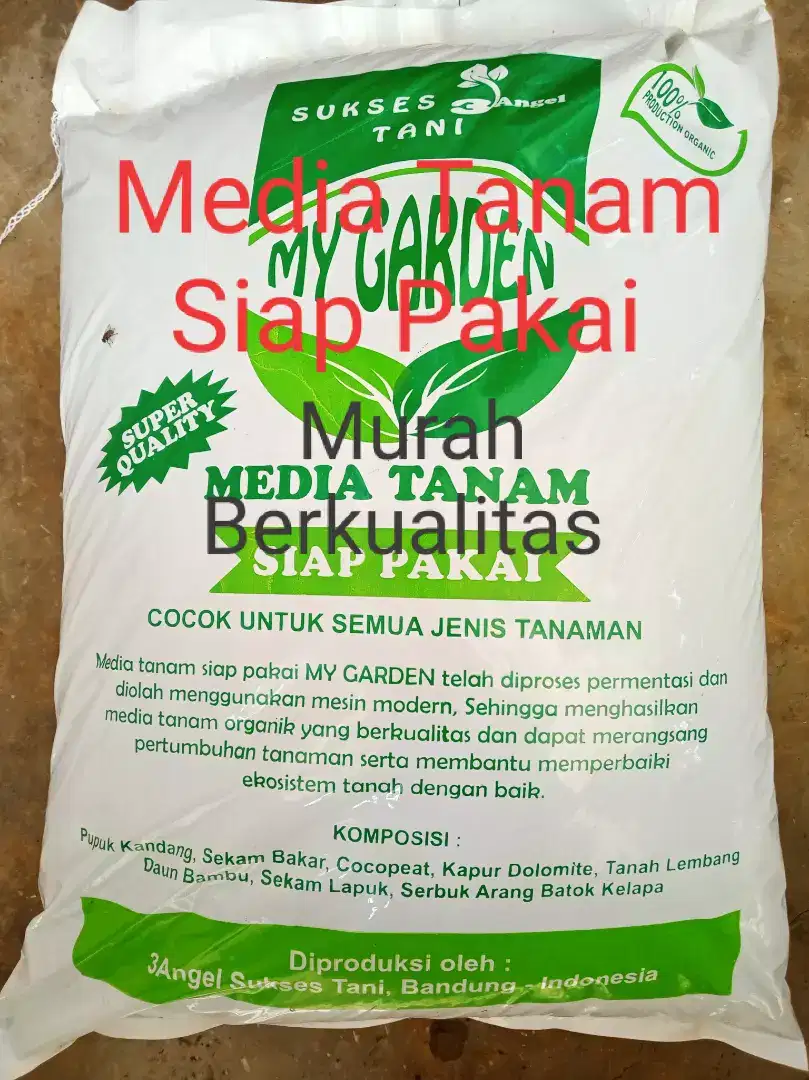 SUKSES 3Angel
TANI
100%
PRODUCTION ORGANIC
Media Tanam
MY GARDEN
Siap Pakai
SUPER
QUALITY
Murah
MEDIA TANAM
Berkualitas
SIAP PAKAI
COCOK UNTUK SEMUA JENIS TANAMAN
Media tanam siap pakai MY GARDEN telah diproses permentasi dan
diolah menggunakan mesin modern, Sehingga menghasilkan
media tanam organik yang berkualitas dan dapat merangsang
pertumbuhan tanaman serta membantu memperbaiki
ekosistem tanah dengan baik.
KOMPOSISI :
Pupuk Kandang, Sekam Bakar, Cocopeat, Kapur Dolomite, Tanah Lembang
Daun Bambu, Sekam Lapuk, Serbuk Arang Batok Kelapa
Diproduksi oleh :
3Angel Sukses Tani, Bandung - Indonesia